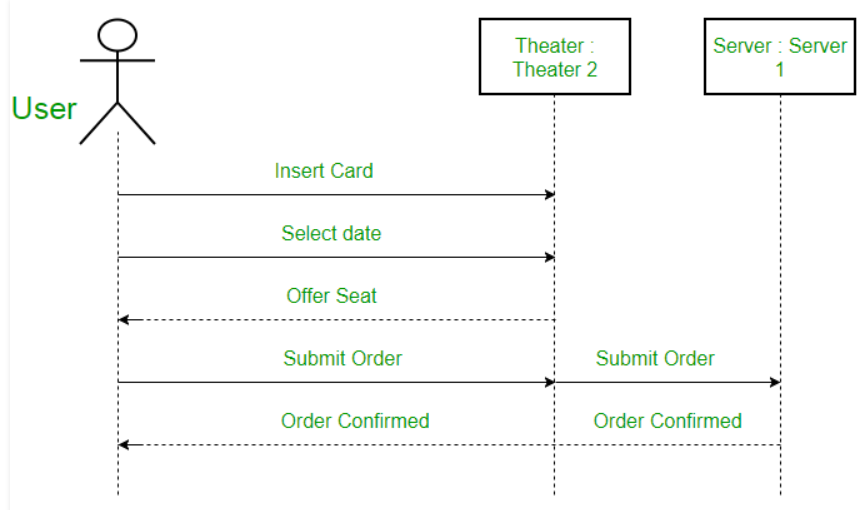 Theater :
Theater 2
Server : Server
1
User
Insert Card
Select date
Offer Seat
Submit Order
Submit Order
Order Confirmed
Order Confirmed